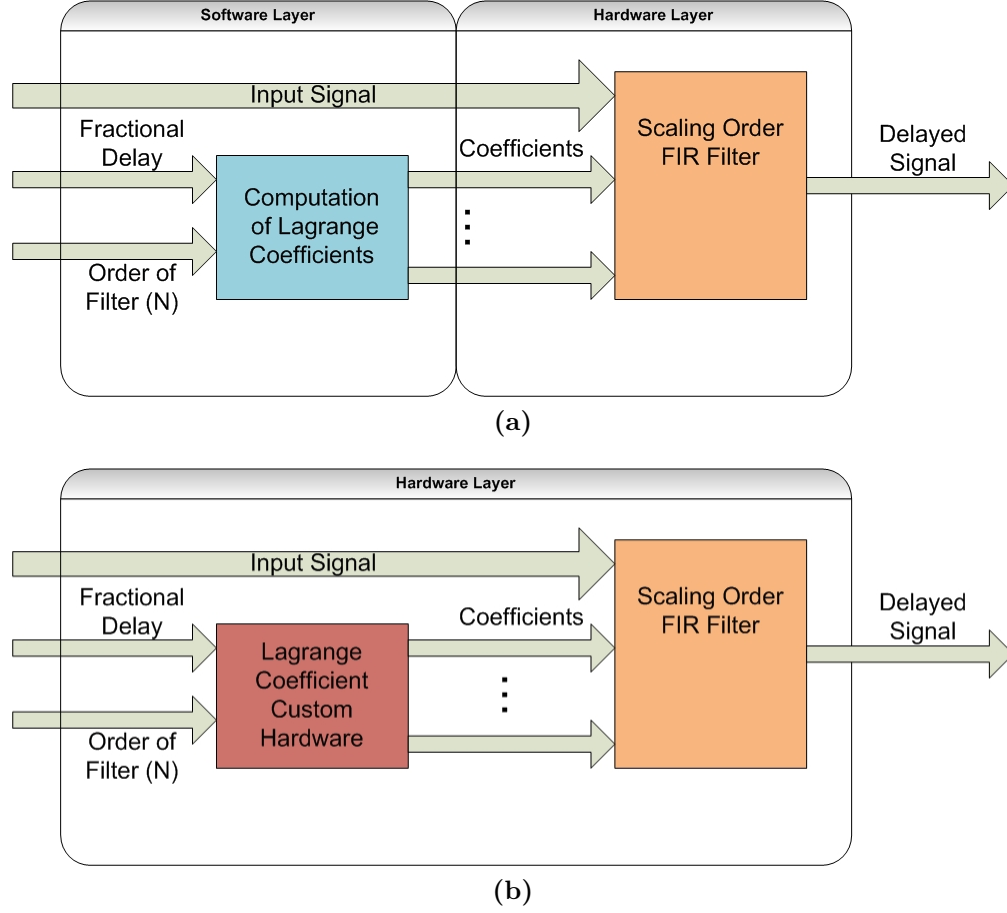 Software Layer
Hardware Layer
Input Signal
Fractional
Delay
Coefficients
Scaling Order
FIR Filter
Delayed
Signal
Computation
of Lagrange
Coefficients
Order of
Filter (N)
(a)
Hardware Layer
Input Signal
Fractional
Delay
Coefficients
Scaling Order
FIR Filter
Delayed
Signal
Lagrange
Coefficient
Custom
Hardware
Order of
Filter (N)
(b)